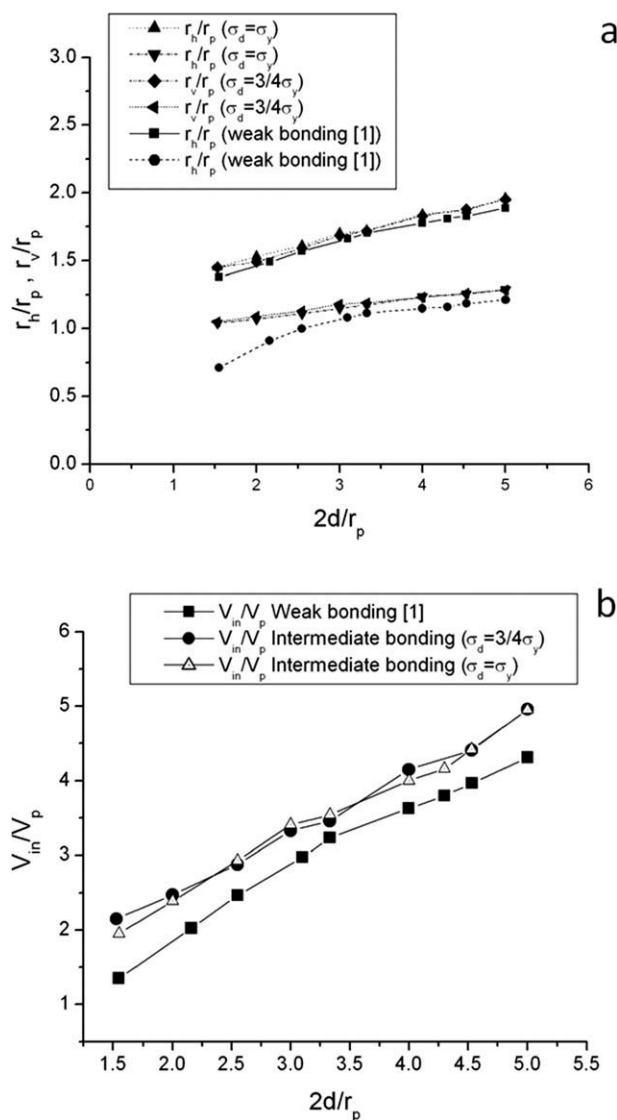 a
r_h/r_p (σ_d=σ_y)
r_h/r_p (σ_d=σ_y)
r_v/r_p (σ_d=3/4σ_y)
r_v/r_p (σ_d=3/4σ_y)
r_h/r_p (weak bonding [1])
r_h/r_p (weak bonding [1])
3.0
2.5
2.0
1.5
1.0
0.5
0.0
r_h/r_p , r_v/r_p
0 1 2 3 4 5 6
2d/r_p
b
V_in/V_p Weak bonding [1]
V_in/V_p Intermediate bonding (σ_d=3/4σ_y)
V_in/V_p Intermediate bonding (σ_d=σ_y)
6
5
4
3
2
1
V_in/V_p
1.5 2.0 2.5 3.0 3.5 4.0 4.5 5.0 5.5
2d/r_p